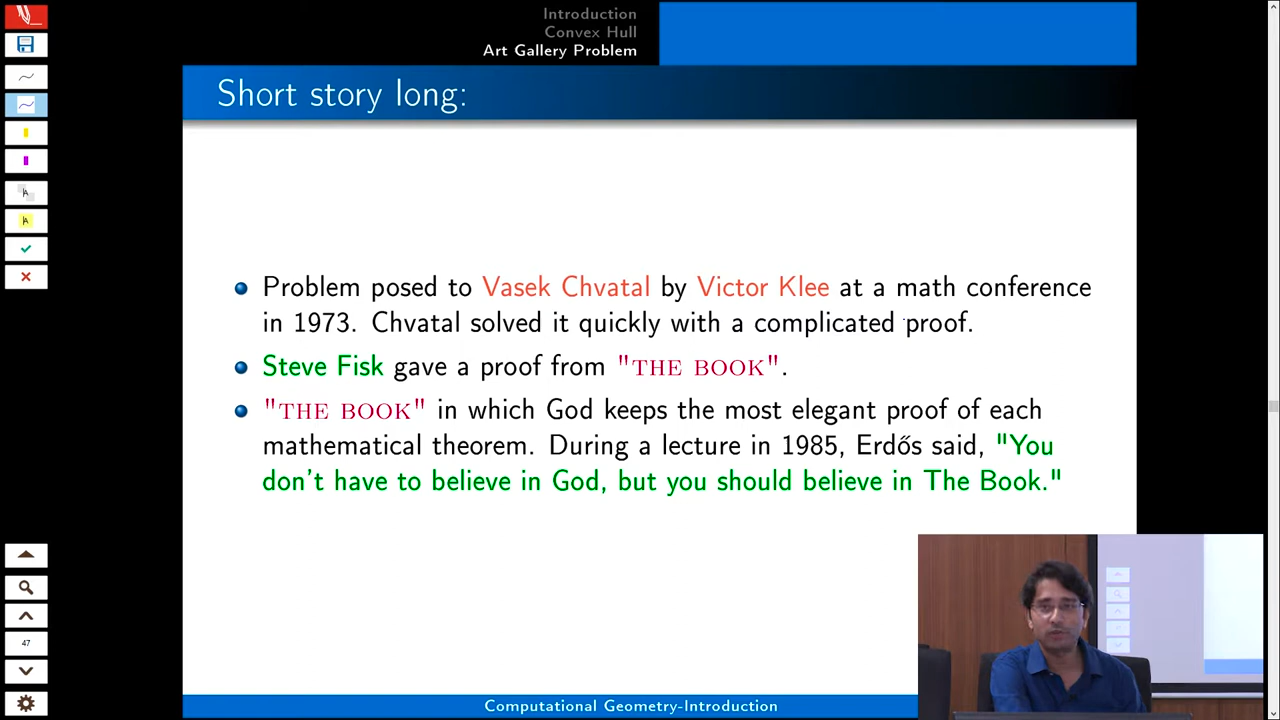 Introduction
Convex Hull
Art Gallery Problem
Short story long:
Problem posed to Vasek Chvatal by Victor Klee at a math conference
in 1973. Chvatal solved it quickly with a complicated proof.
Steve Fisk gave a proof from "THE BOOK".
"THE BOOK" in which God keeps the most elegant proof of each
mathematical theorem. During a lecture in 1985, Erdős said, "You
don't have to believe in God, but you should believe in The Book."
47
Computational Geometry-Introduction